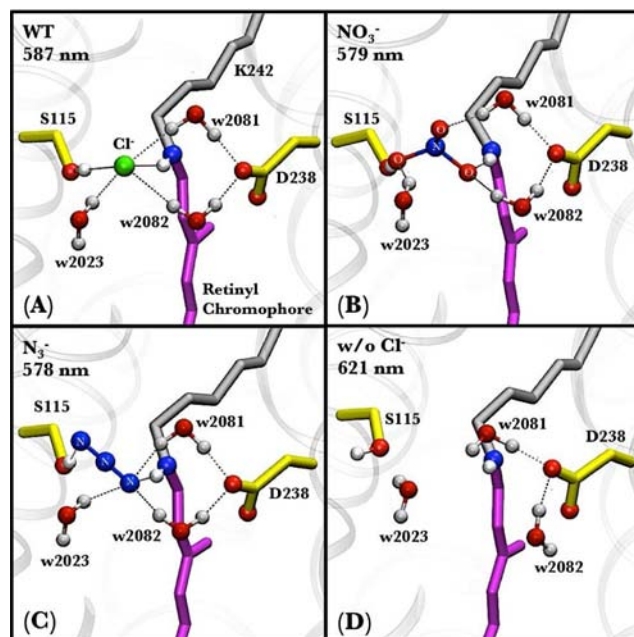 WT
587 nm
K242
S115
Cl-
w2081
D238
w2082
w2023
Retinyl
Chromophore
(A)
NO3-
579 nm
S115
O
N
O
O
w2081
D238
w2082
w2023
(B)
N3-
578 nm
S115
w2081
N
N
N
D238
w2082
w2023
(C)
w/o Cl-
621 nm
S115
w2081
D238
w2023
w2082
(D)